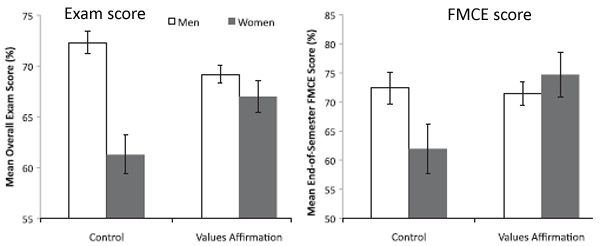 Exam score
Men
Women
Mean Overall Exam Score (%)
75
70
65
60
55
Control
Values Affirmation
FMCE score
Mean End-of-Semester FMCE Score (%)
85
80
75
70
65
60
55
50
Control
Values Affirmation